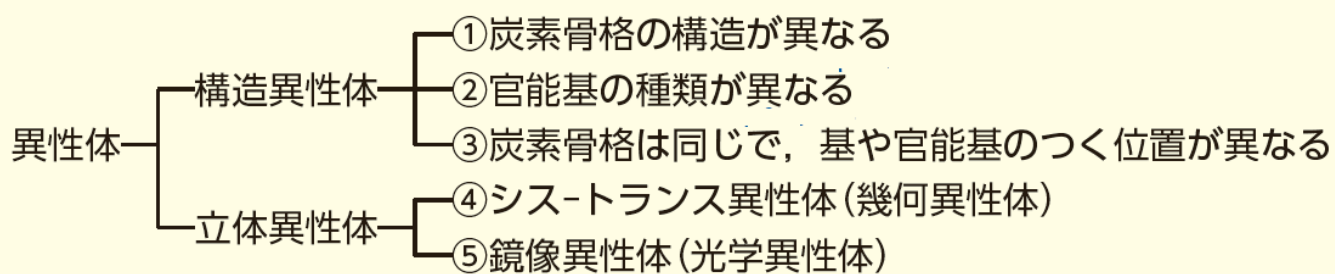 ①炭素骨格の構造が異なる
構造異性体
②官能基の種類が異なる
異性体
③炭素骨格は同じで，基や官能基のつく位置が異なる
④シス-トランス異性体(幾何異性体)
立体異性体
⑤鏡像異性体(光学異性体)